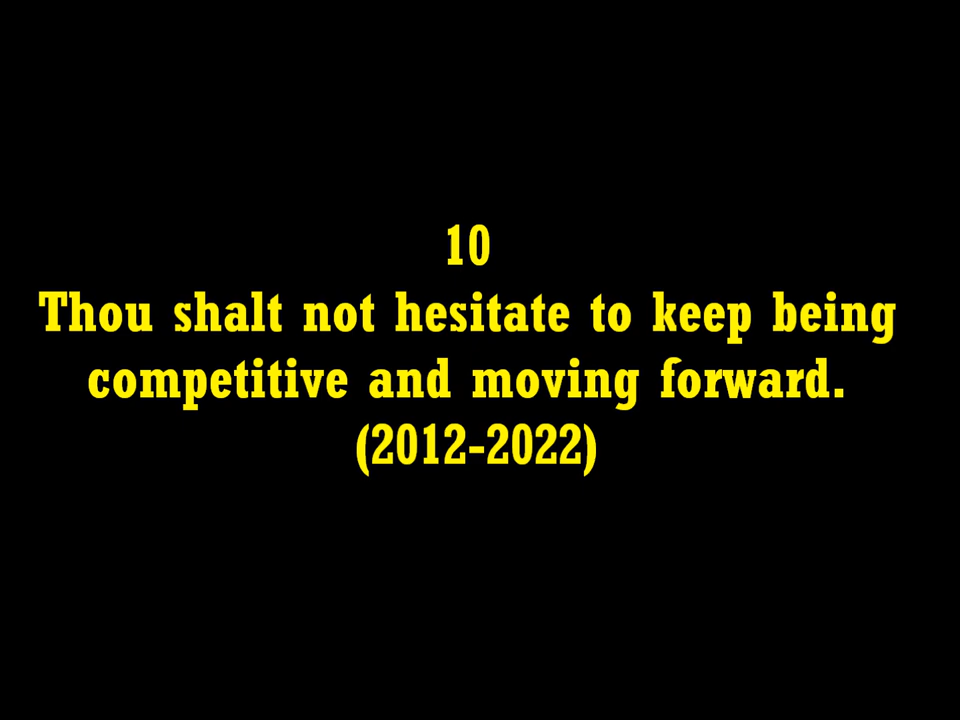 10
Thou shalt not hesitate to keep being
competitive and moving forward.
(2012-2022)